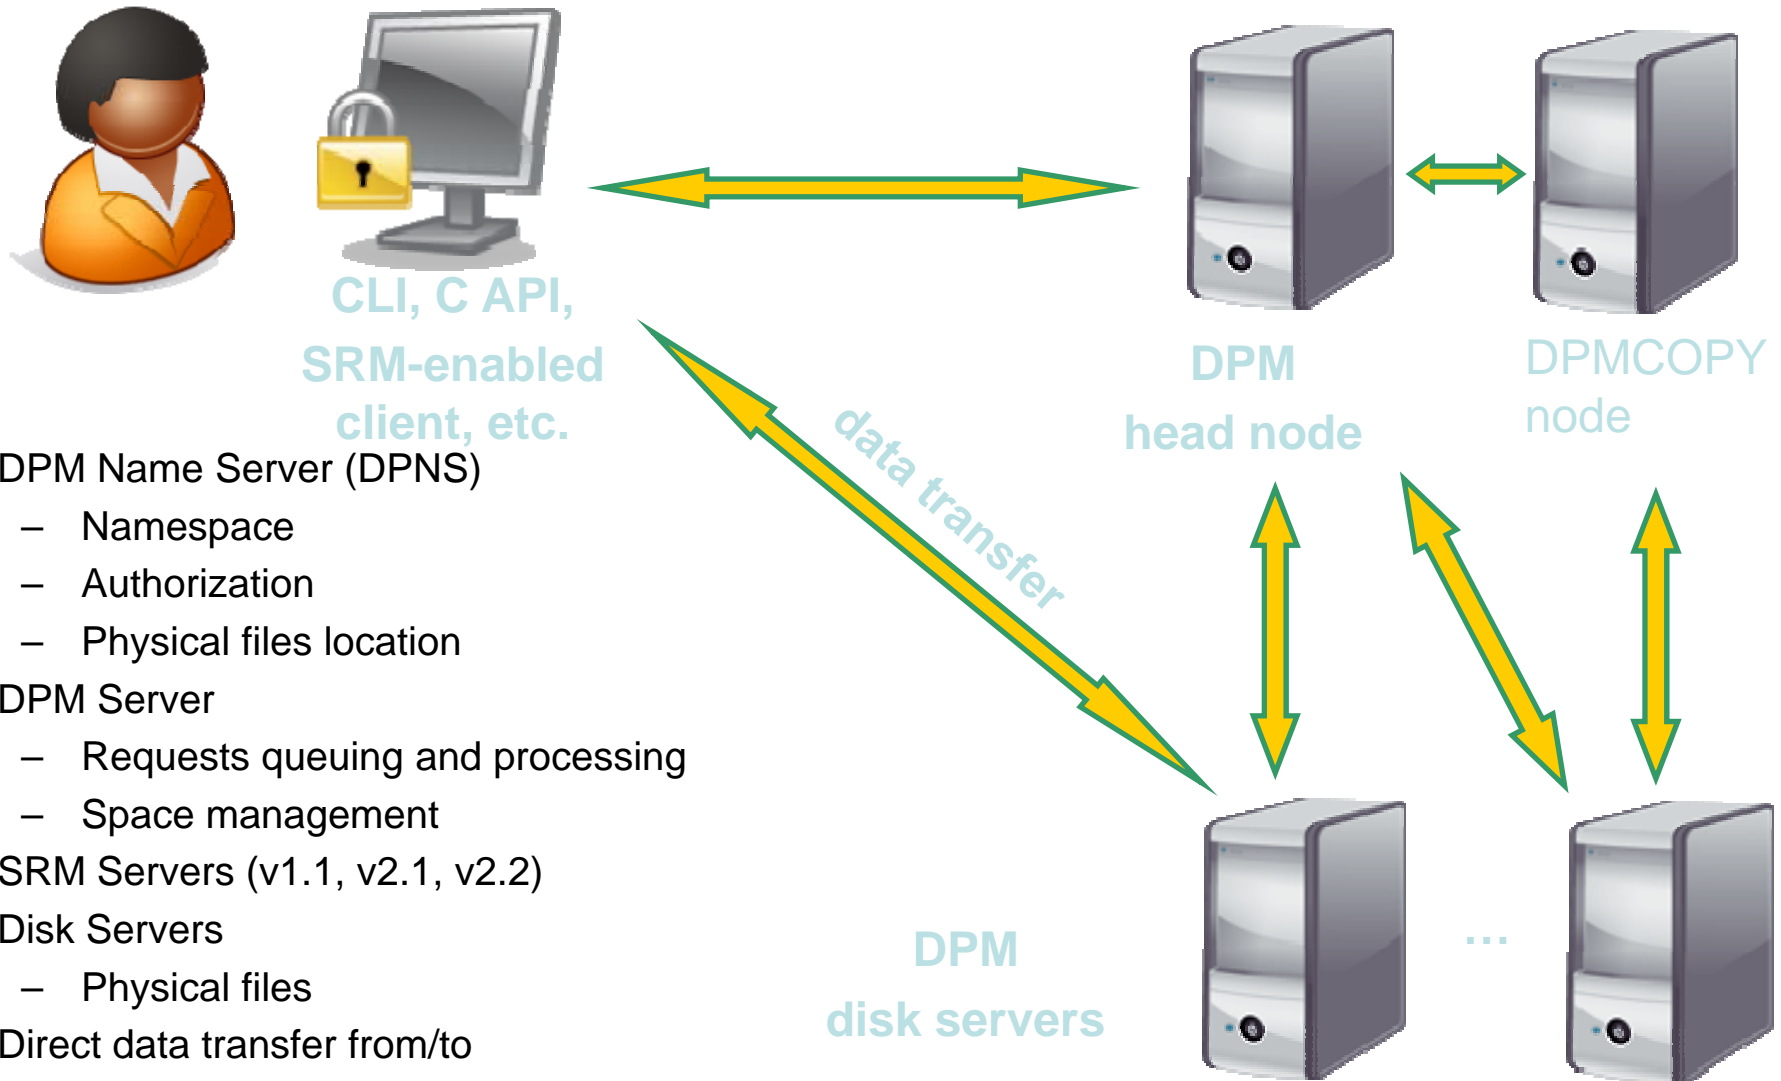 CLI, C API,
SRM-enabled
client, etc.
DPM
head node
DPMCOPY
node
data transfer
DPM Name Server (DPNS)
– Namespace
– Authorization
– Physical files location
DPM Server
– Requests queuing and processing
– Space management
SRM Servers (v1.1, v2.1, v2.2)
Disk Servers
– Physical files
Direct data transfer from/to
DPM
disk servers
...